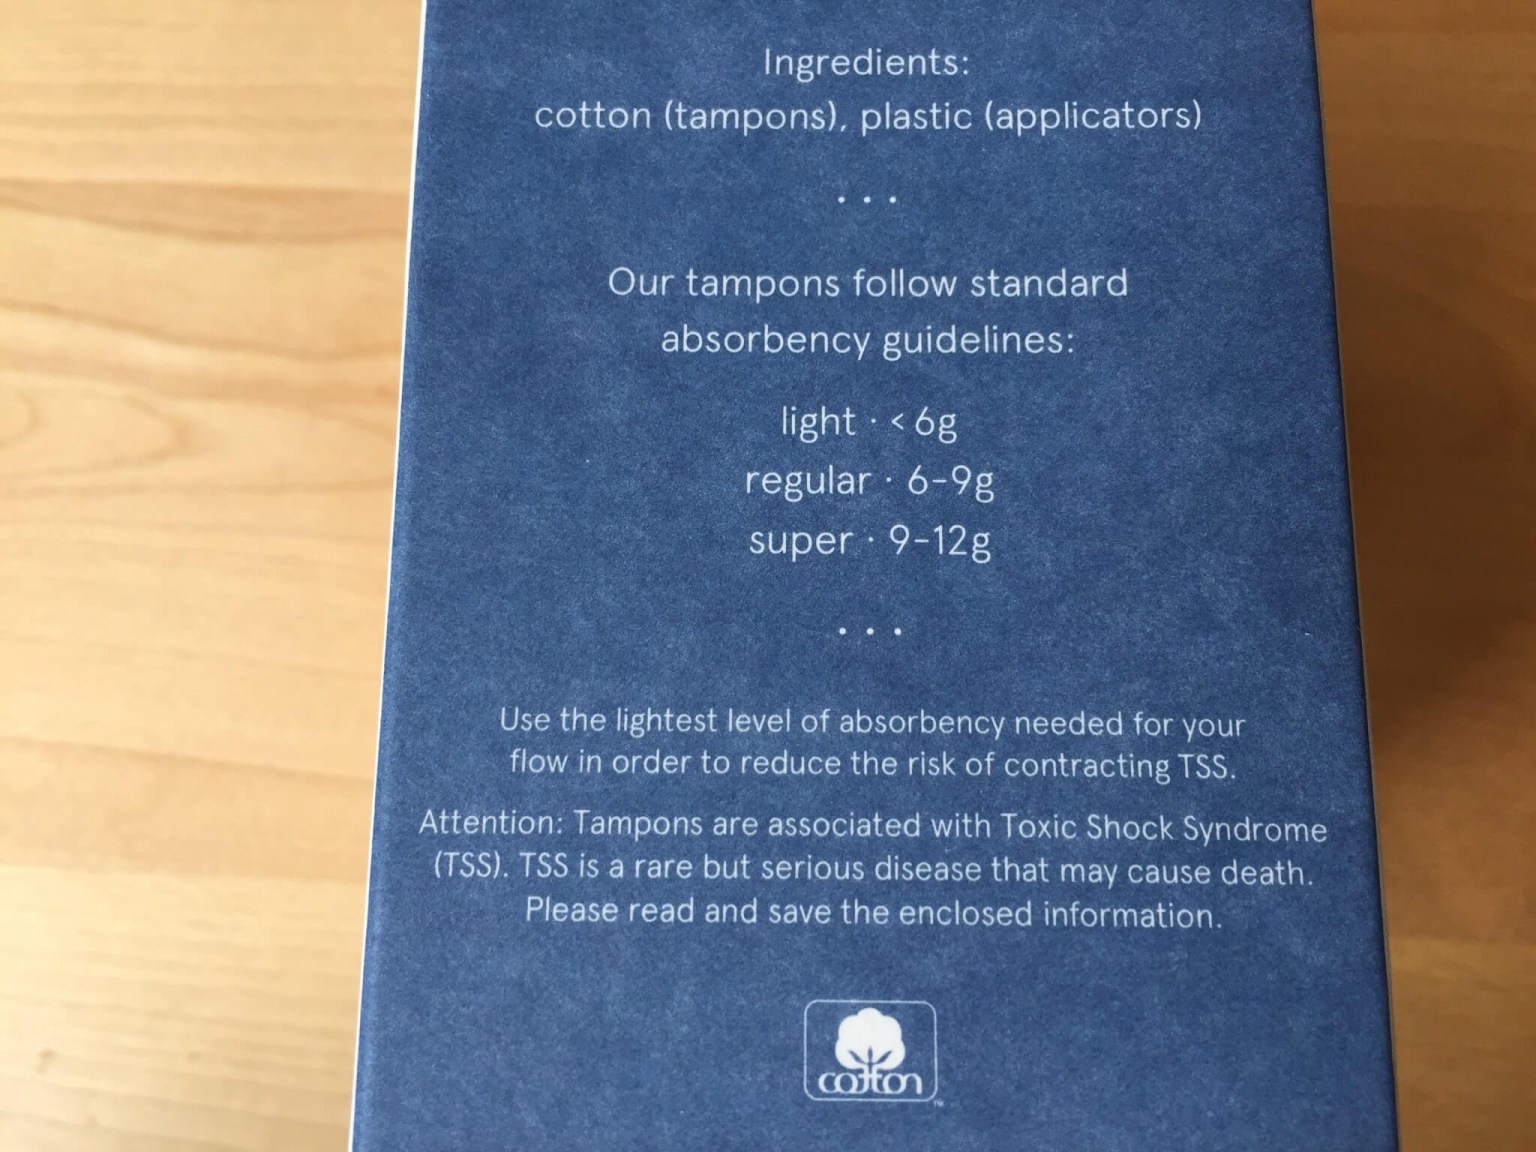 Ingredients:
cotton (tampons), plastic (applicators)
...
Our tampons follow standard
absorbency guidelines:
light · < 6g
regular · 6-9g
super · 9-12g
...
Use the lightest level of absorbency needed for your
flow in order to reduce the risk of contracting TSS.
Attention: Tampons are associated with Toxic Shock Syndrome
(TSS). TSS is a rare but serious disease that may cause death.
Please read and save the enclosed information.
cotton
™